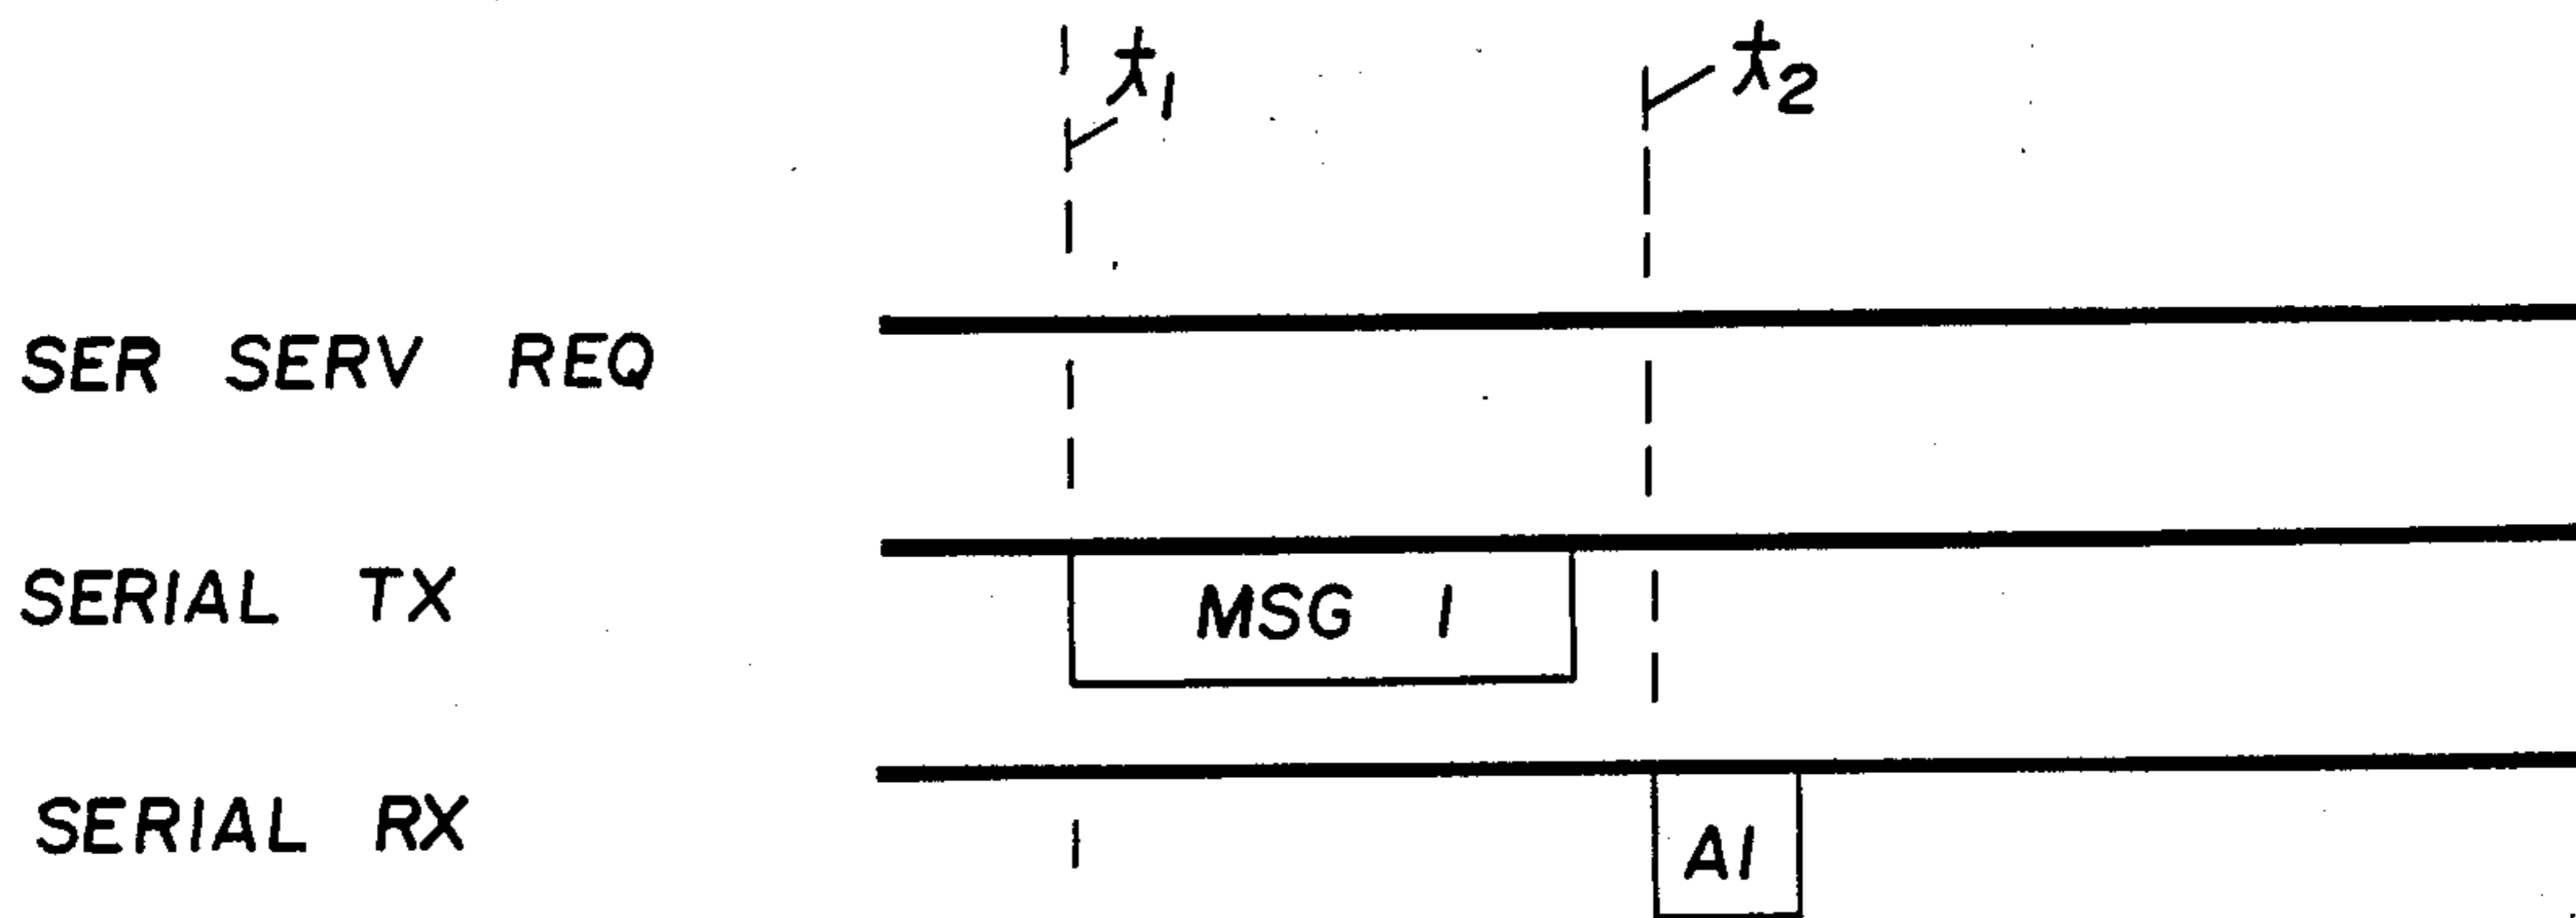 t1
t2
SER SERV REQ
SERIAL TX
MSG 1
SERIAL RX
A1